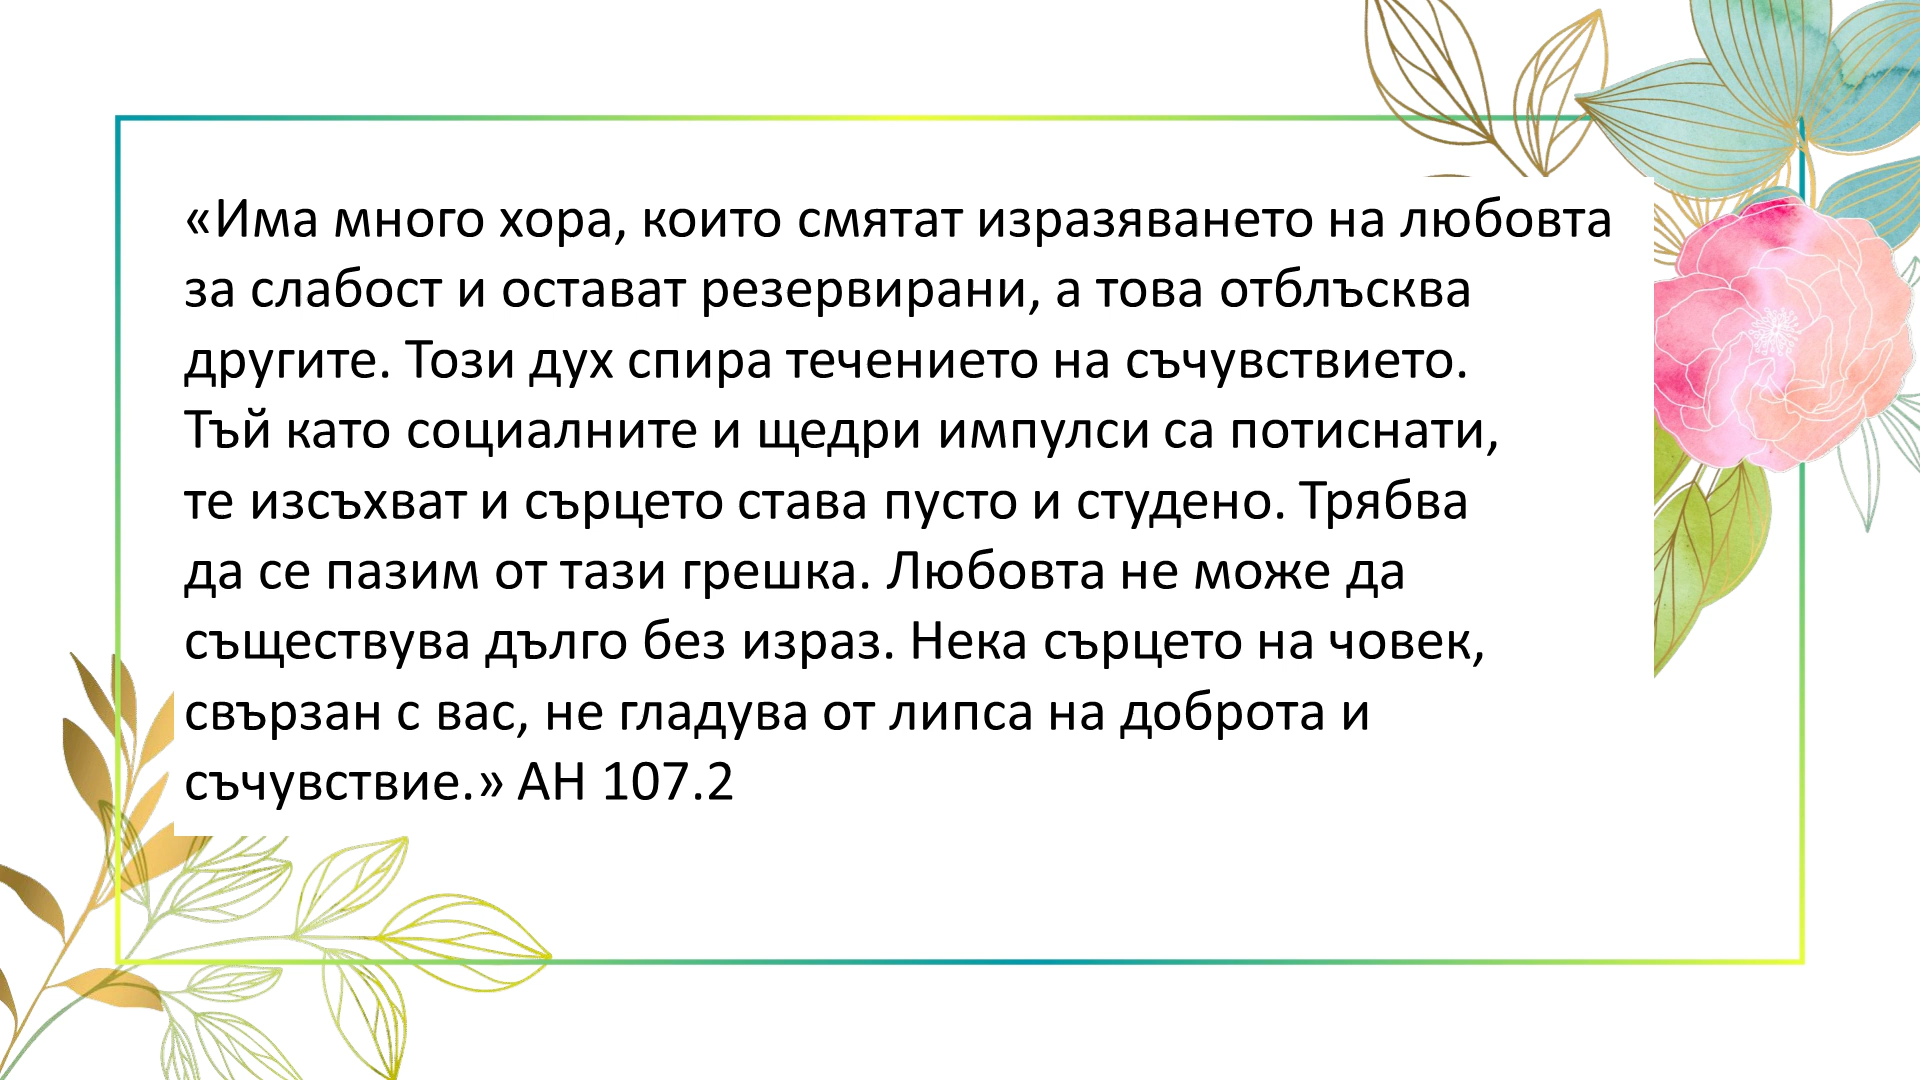 «Има много хора, които смятат изразяването на любовта
за слабост и остават резервирани, а това отблъсква
другите. Този дух спира течението на съчувствието.
Тъй като социалните и щедри импулси са потиснати,
те изсъхват и сърцето става пусто и студено. Трябва
да се пазим от тази грешка. Любовта не може да
съществува дълго без израз. Нека сърцето на човек,
свързан с вас, не гладува от липса на доброта и
съчувствие.» АН 107.2